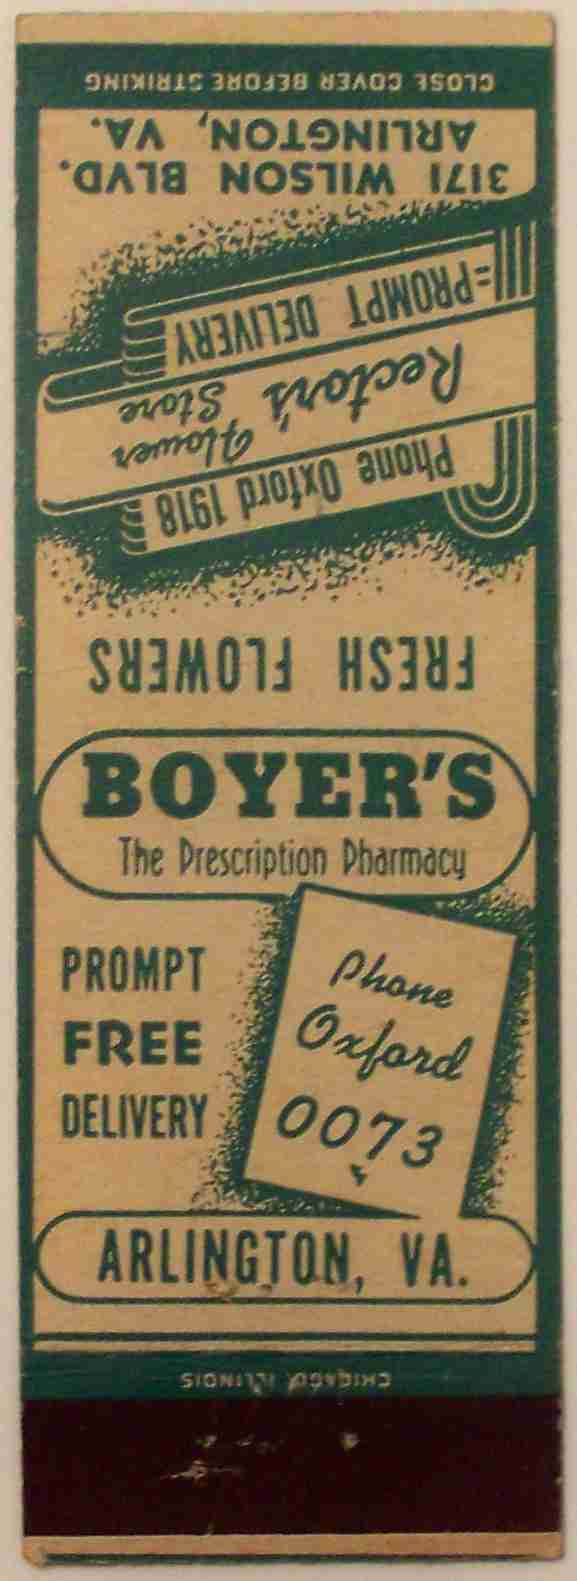 BOYER'S
The Prescription Pharmacy
PROMPT
FREE
DELIVERY
Phone
Oxford
0073
ARLINGTON, VA.
CHICAGO, ILLINOIS
FRESH FLOWERS
Phone Oxford 1918
Rector's Flower
Store
=PROMPT DELIVERY
3171 WILSON BLVD.
ARLINGTON, VA.
CLOSE COVER BEFORE STRIKING